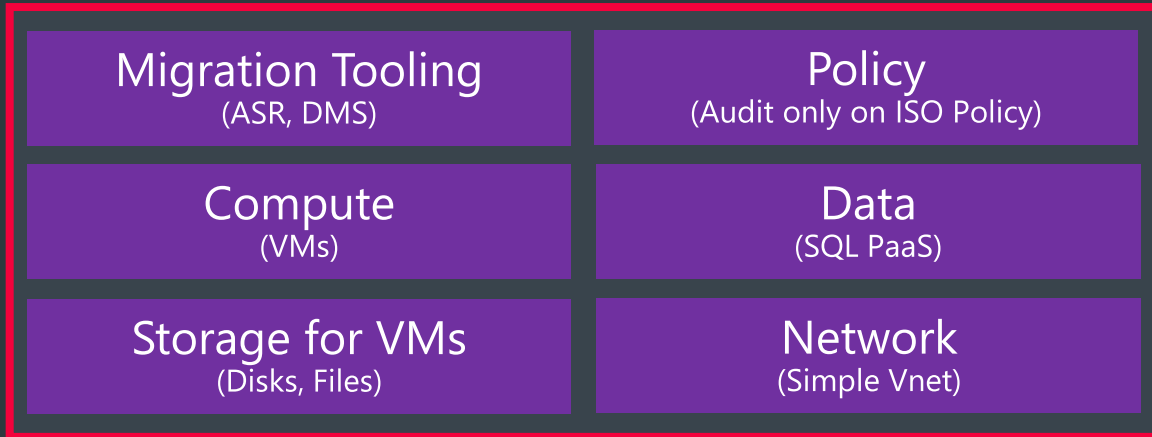 Migration Tooling
(ASR, DMS)
Policy
(Audit only on ISO Policy)
Compute
(VMs)
Data
(SQL PaaS)
Storage for VMs
(Disks, Files)
Network
(Simple Vnet)